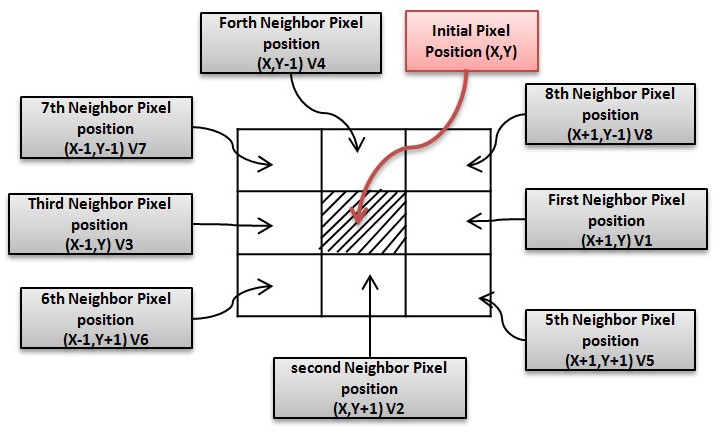 Forth Neighbor Pixel
position
(X,Y-1) V4
Initial Pixel
Position (X,Y)
7th Neighbor Pixel
position
(X-1,Y-1) V7
8th Neighbor Pixel
position
(X+1,Y-1) V8
Third Neighbor Pixel
position
(X-1,Y) V3
First Neighbor Pixel
position
(X+1,Y) V1
6th Neighbor Pixel
position
(X-1,Y+1) V6
5th Neighbor Pixel
position
(X+1,Y+1) V5
second Neighbor Pixel
position
(X,Y+1) V2